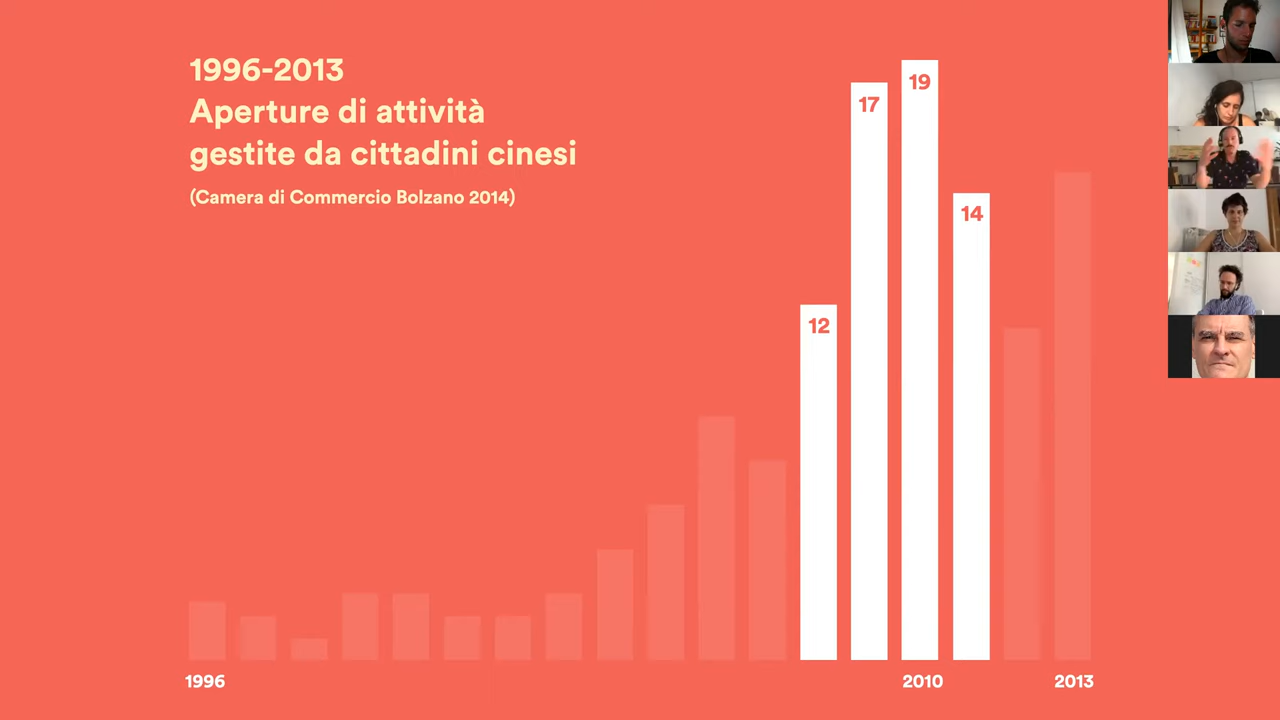 1996-2013
Aperture di attività
gestite da cittadini cinesi
(Camera di Commercio Bolzano 2014)
12
17
19
14
1996
2010
2013